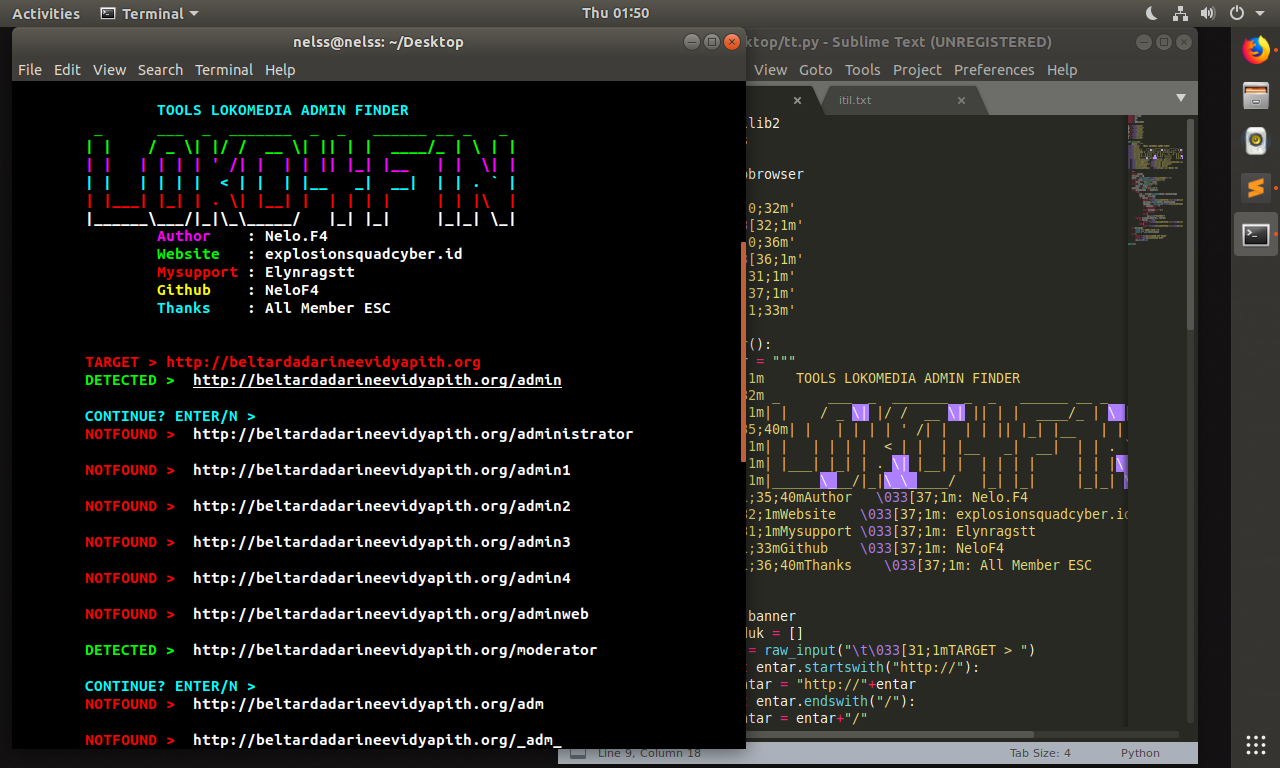 Activities Terminal Thu 01:50
nelss@nelss: ~/Desktop
File Edit View Search Terminal Help
TOOLS LOKOMEDIA ADMIN FINDER
Author : Nelo.F4
Website : explosionsquadcyber.id
Mysupport : Elynragstt
Github : NeloF4
Thanks : All Member ESC
TARGET > http://beltardadarineevidyapith.org
DETECTED > http://beltardadarineevidyapith.org/admin
CONTINUE? ENTER/N >
NOTFOUND > http://beltardadarineevidyapith.org/administrator
NOTFOUND > http://beltardadarineevidyapith.org/admin1
NOTFOUND > http://beltardadarineevidyapith.org/admin2
NOTFOUND > http://beltardadarineevidyapith.org/admin3
NOTFOUND > http://beltardadarineevidyapith.org/admin4
NOTFOUND > http://beltardadarineevidyapith.org/adminweb
DETECTED > http://beltardadarineevidyapith.org/moderator
CONTINUE? ENTER/N >
NOTFOUND > http://beltardadarineevidyapith.org/adm
NOTFOUND > http://beltardadarineevidyapith.org/_adm_
ktop/tt.py - Sublime Text (UNREGISTERED)
View Goto Tools Project Preferences Help
itil.txt
lib2
browser
0;32m'
[32;1m'
0;36m'
[36;1m'
31;1m'
37;1m'
1;33m'
r():
= """
1m TOOLS LOKOMEDIA ADMIN FINDER
;35;40mAuthor \033[37;1m: Nelo.F4
32;1mWebsite \033[37;1m: explosionsquadcyber.id
31;1mMysupport \033[37;1m: Elynragstt
;33mGithub \033[37;1m: NeloF4
;36;40mThanks \033[37;1m: All Member ESC
banner
duk = []
= raw_input("\t\033[31;1mTARGET > ")
entar.startswith("http://"):
ntar = "http://"+entar
entar.endswith("/"):
ntar = entar+"/"
Line 9, Column 18 Tab Size: 4 Python